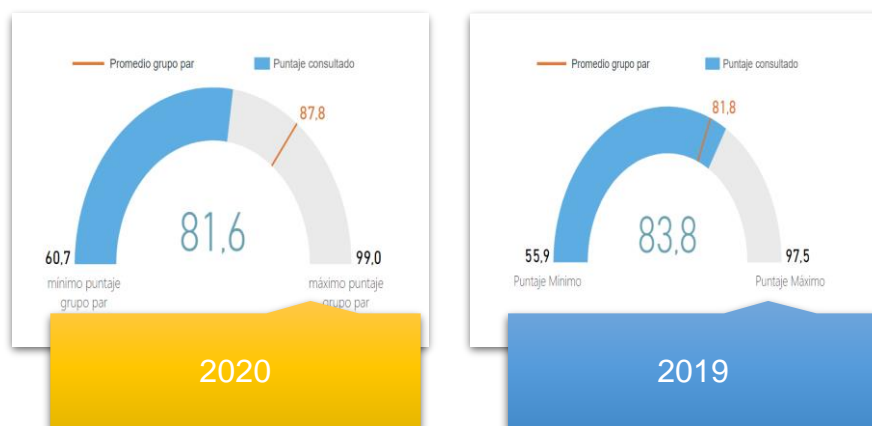 Promedio grupo par
Puntaje consultado
87,8
81,6
60,7
mínimo puntaje
grupo par
99,0
máximo puntaje
grupo par
2020
Promedio grupo par
Puntaje consultado
81,8
83,8
55,9
Puntaje Mínimo
97,5
Puntaje Máximo
2019